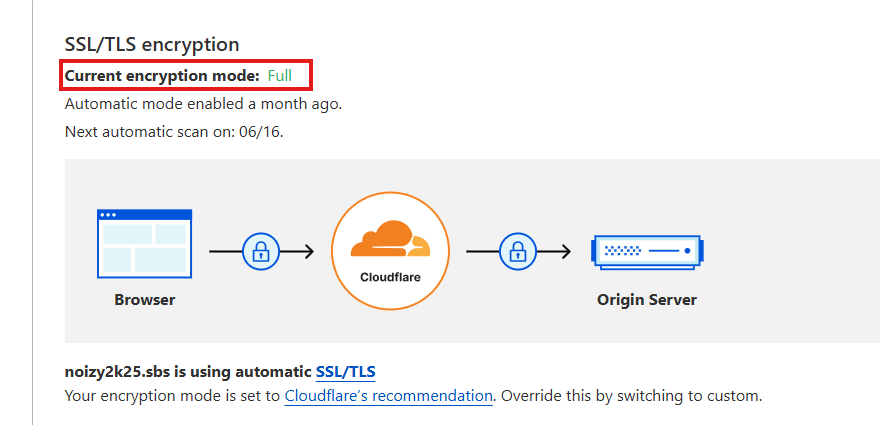 SSL/TLS encryption
Current encryption mode: Full
Automatic mode enabled a month ago.
Next automatic scan on: 06/16.
Cloudflare
Browser
Origin Server
noizy2k25.sbs is using automatic SSL/TLS
Your encryption mode is set to Cloudflare’s recommendation. Override this by switching to custom.